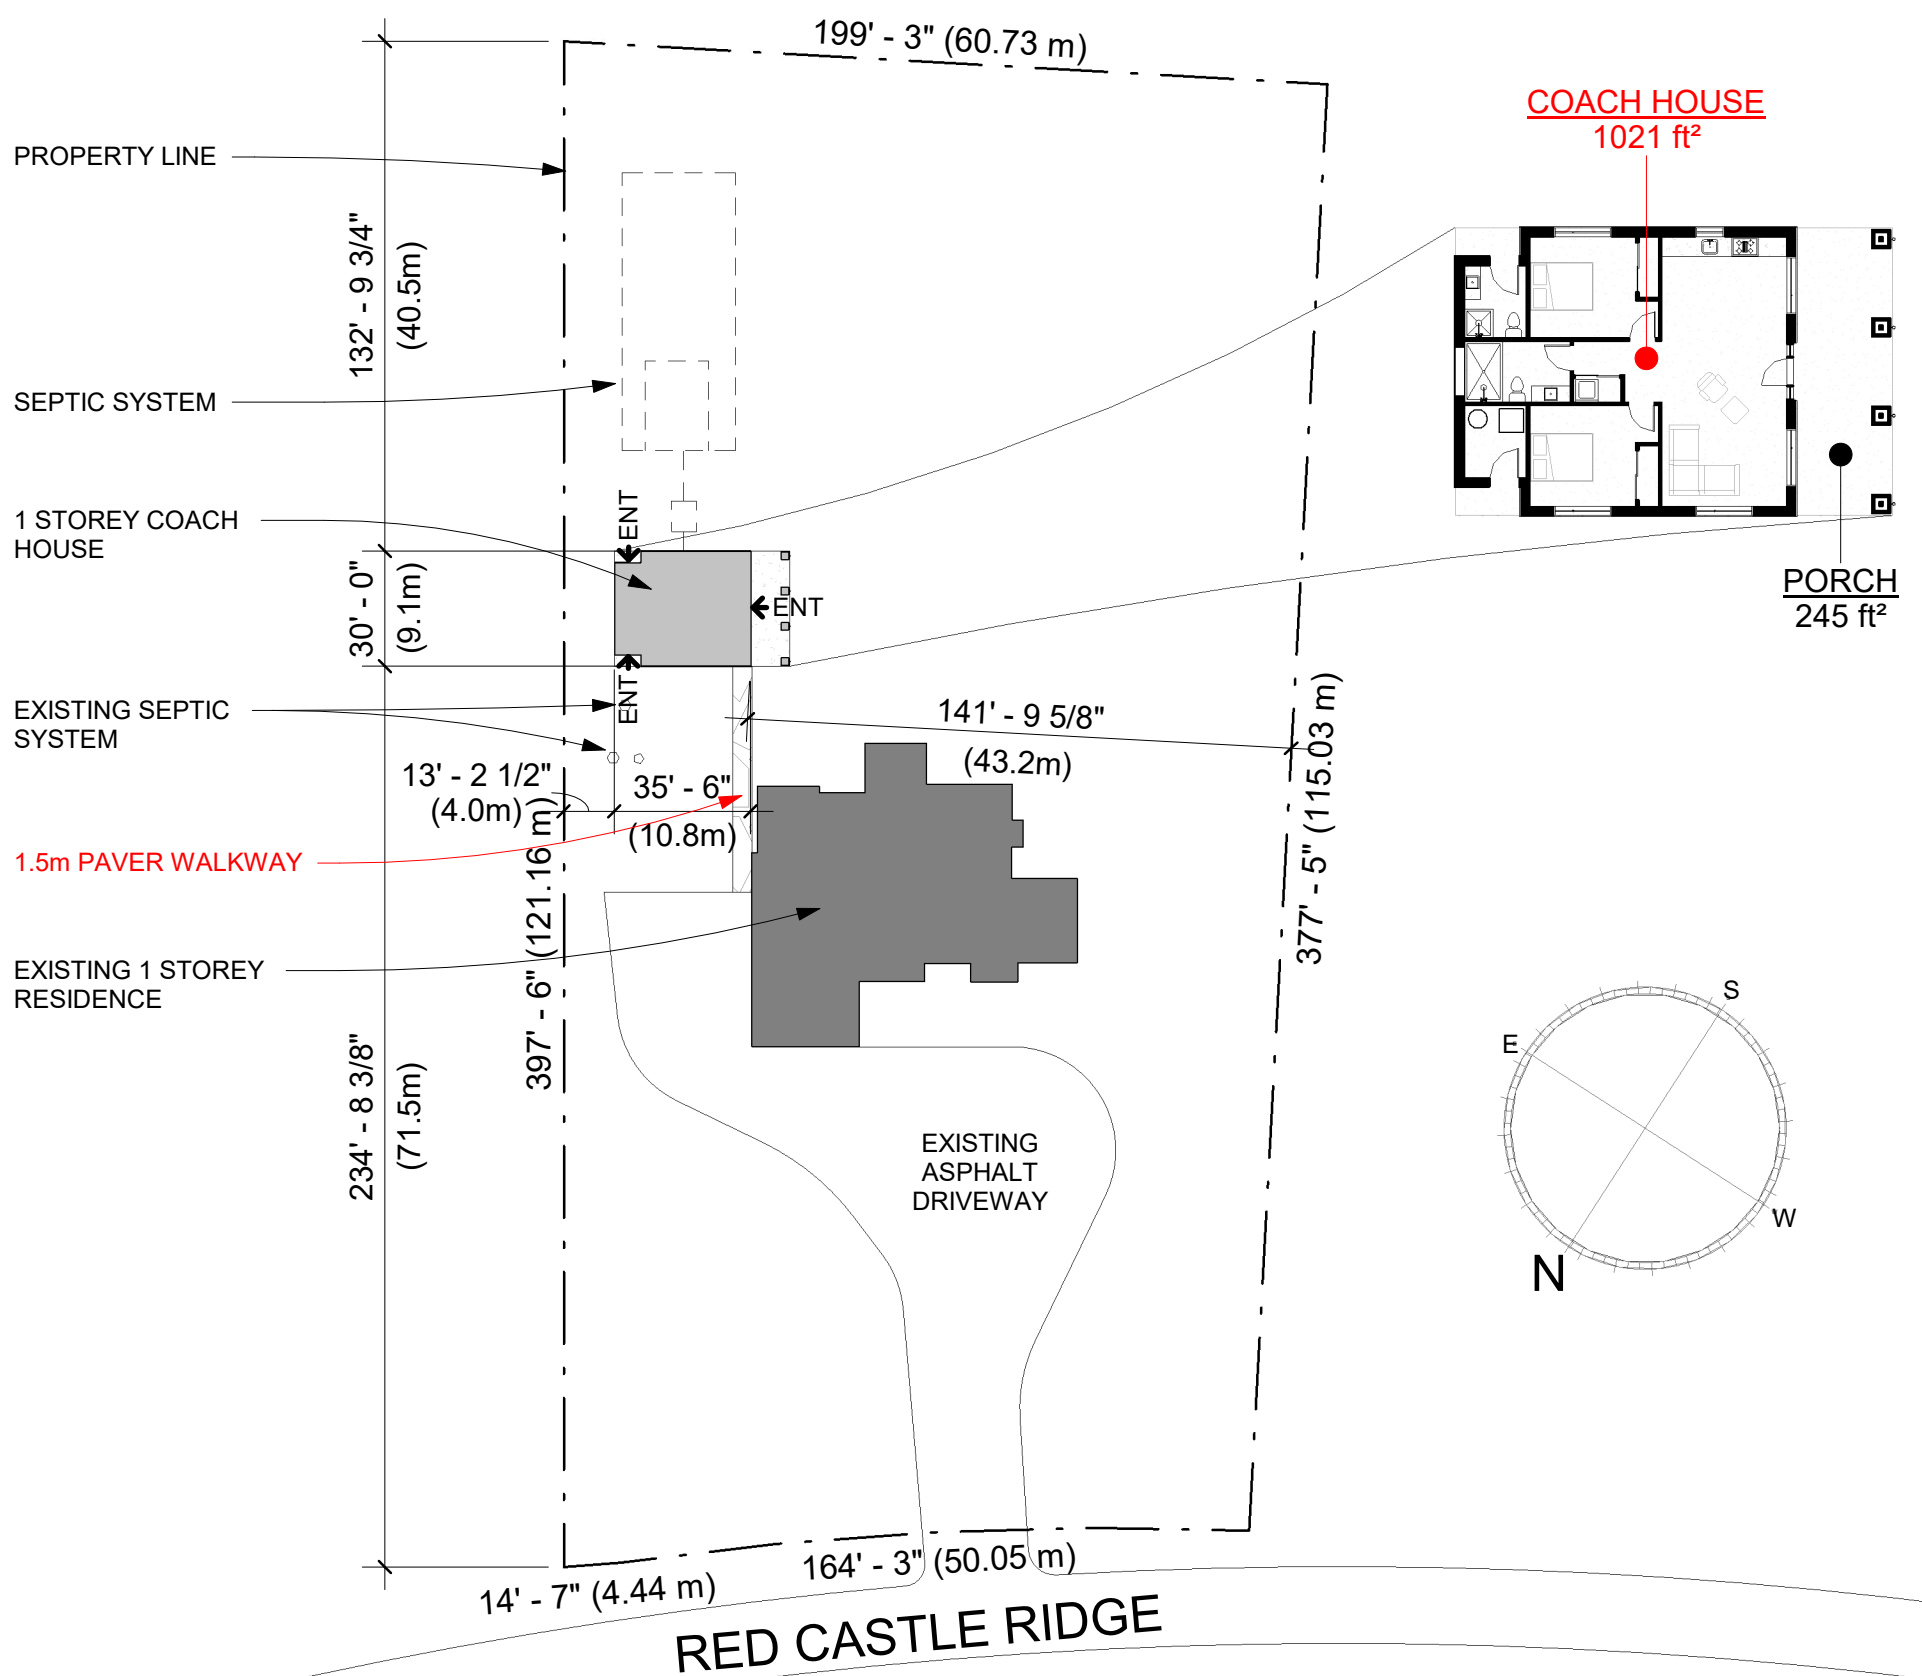 199' - 3" (60.73 m)
COACH HOUSE
1021 ft²
PROPERTY LINE
132' - 9 3/4"
(40.5m)
SEPTIC SYSTEM
1 STOREY COACH
HOUSE
ENT
ENT
ENT
30' - 0"
(9.1m)
PORCH
245 ft²
EXISTING SEPTIC
SYSTEM
141' - 9 5/8"
(43.2m)
13' - 2 1/2"
(4.0m)
35' - 6"
(10.8m)
377' - 5" (115.03 m)
1.5m PAVER WALKWAY
397' - 6" (121.16 m)
EXISTING 1 STOREY
RESIDENCE
234' - 8 3/8"
(71.5m)
EXISTING
ASPHALT
DRIVEWAY
S
E
W
N
164' - 3" (50.05 m)
14' - 7" (4.44 m)
RED CASTLE RIDGE